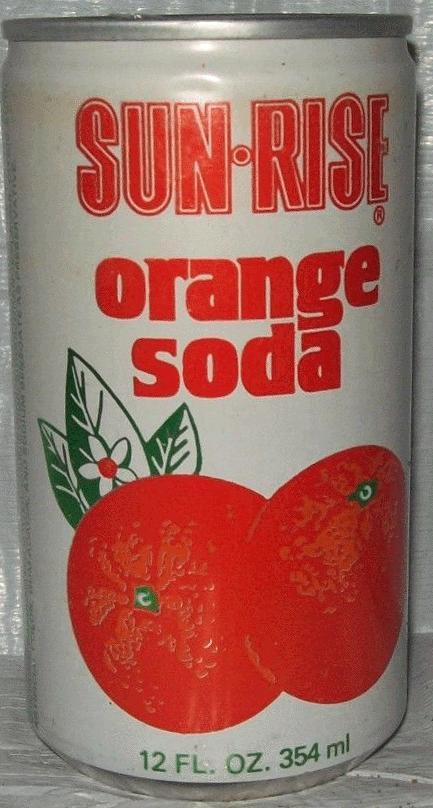 SUN·RISE®
orange
soda
12 FL. OZ. 354 ml